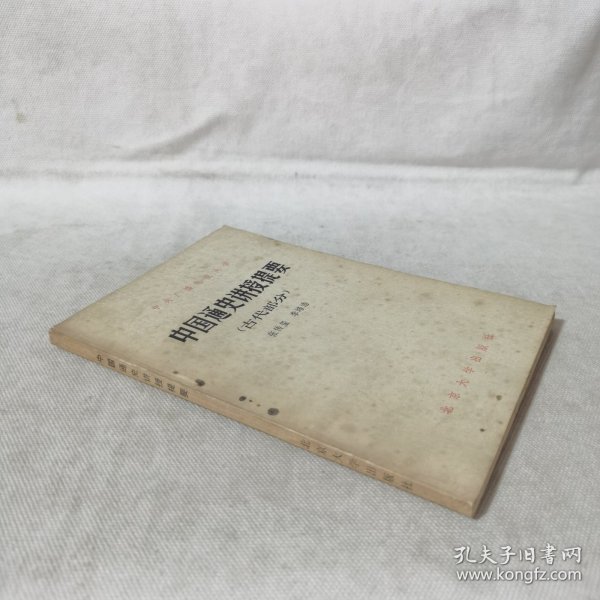 中国通史讲授提要
(古代部分)
北京大学出版社
中国通史讲授提要
北京大学出版社
孔夫子旧书网
www.kongfz.com